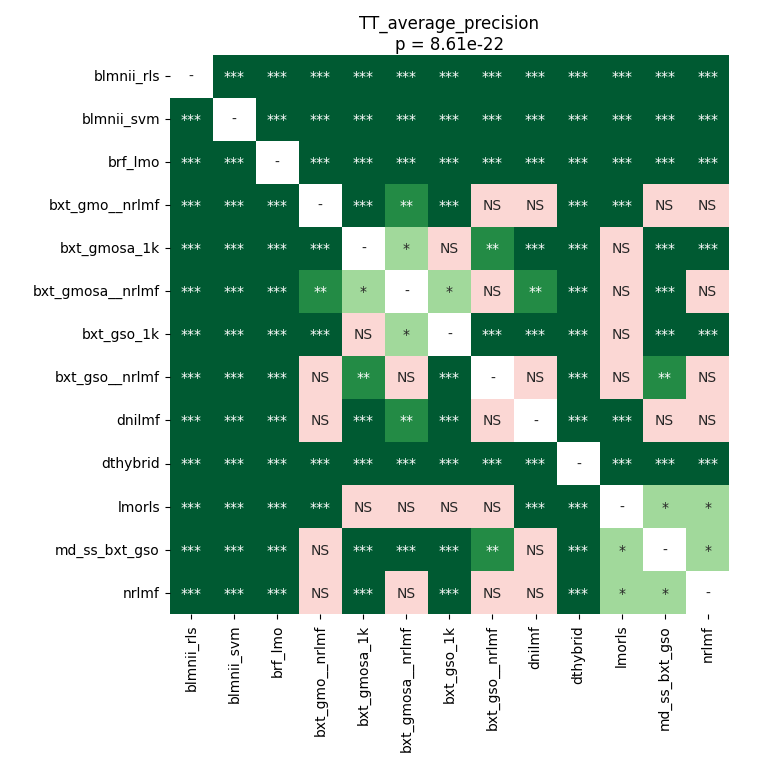 TT_average_precision
p = 8.61e-22
blmnii_rls - *** *** *** *** *** *** *** *** *** *** *** ***
blmnii_svm *** - *** *** *** *** *** *** *** *** *** *** ***
brf_lmo *** *** - *** *** *** *** *** *** *** *** *** ***
bxt_gmo__nrlmf *** *** *** - *** ** *** NS NS *** *** NS NS
bxt_gmosa_1k *** *** *** *** - * NS ** *** *** NS *** ***
bxt_gmosa__nrlmf *** *** *** ** * - * NS ** *** NS *** NS
bxt_gso_1k *** *** *** *** NS * - *** *** *** NS *** ***
bxt_gso__nrlmf *** *** *** NS ** NS *** - NS *** NS ** NS
dnilmf *** *** *** NS *** ** *** NS - *** *** NS NS
dthybrid *** *** *** *** *** *** *** *** *** - *** *** ***
lmorls *** *** *** *** NS NS NS NS *** *** - * *
md_ss_bxt_gso *** *** *** NS *** *** *** ** NS *** * - *
nrlmf *** *** *** NS *** NS *** NS NS *** * * -
blmnii_rls
blmnii_svm
brf_lmo
bxt_gmo__nrlmf
bxt_gmosa_1k
bxt_gmosa__nrlmf
bxt_gso_1k
bxt_gso__nrlmf
dnilmf
dthybrid
lmorls
md_ss_bxt_gso
nrlmf